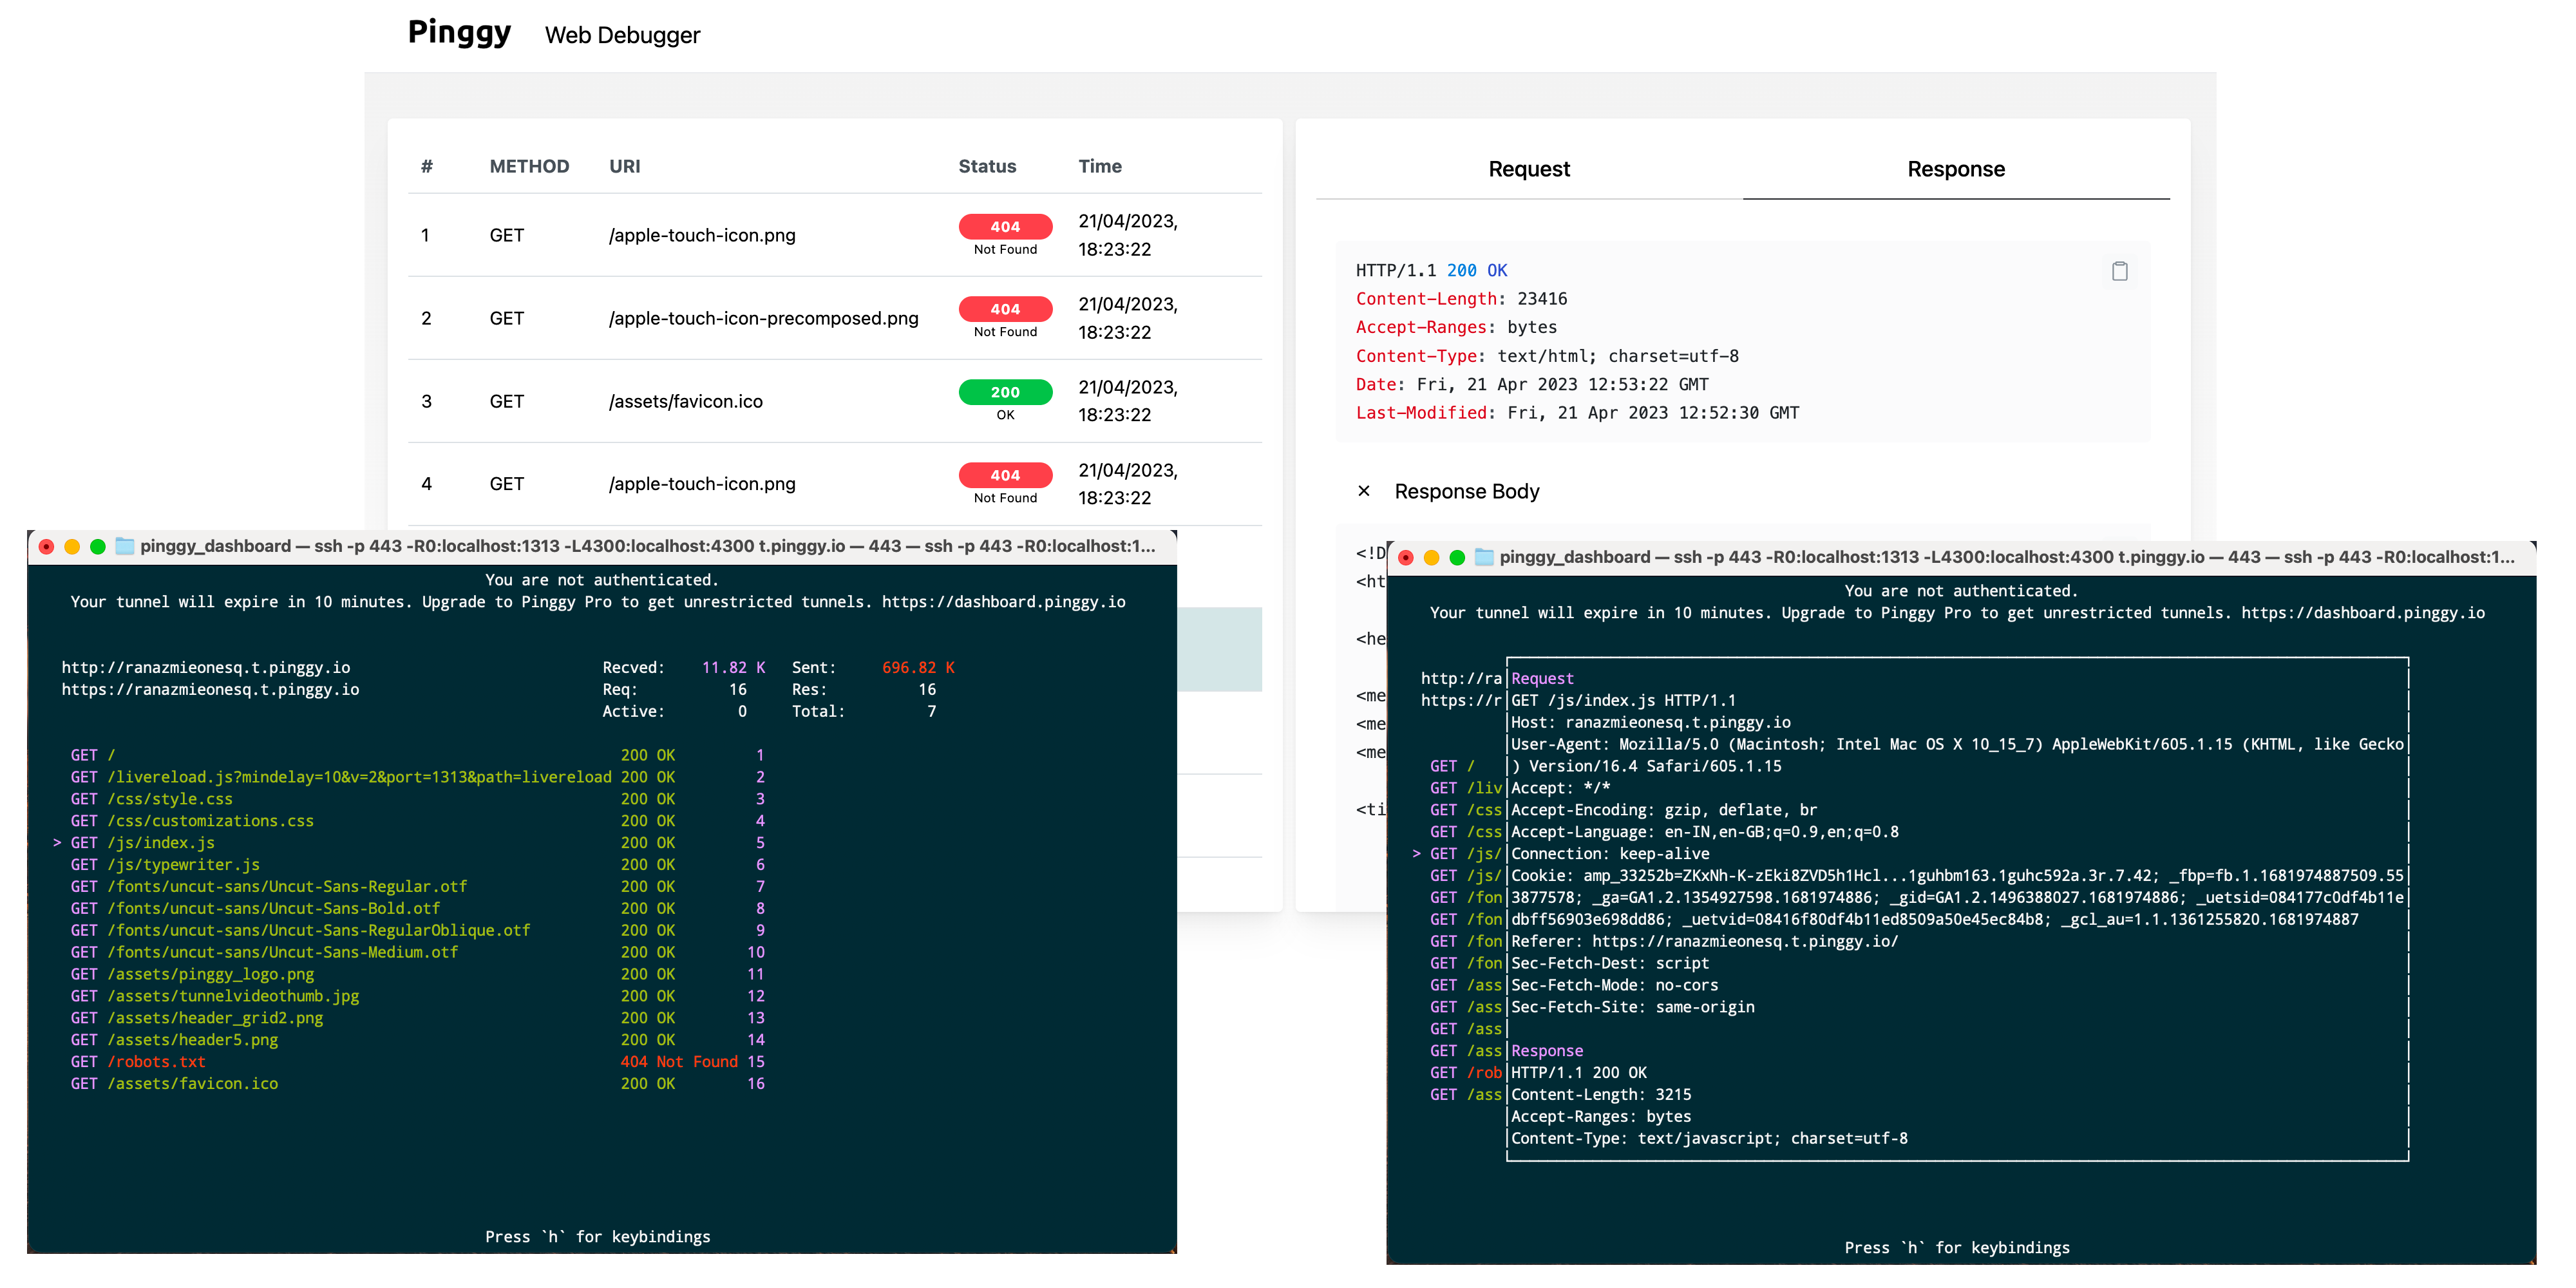 Pinggy Web Debugger
# METHOD URI Status Time
1 GET /apple-touch-icon.png 404 Not Found 21/04/2023, 18:23:22
2 GET /apple-touch-icon-precomposed.png 404 Not Found 21/04/2023, 18:23:22
3 GET /assets/favicon.ico 200 OK 21/04/2023, 18:23:22
4 GET /apple-touch-icon.png 404 Not Found 21/04/2023, 18:23:22
Request Response
HTTP/1.1 200 OK
Content-Length: 23416
Accept-Ranges: bytes
Content-Type: text/html; charset=utf-8
Date: Fri, 21 Apr 2023 12:53:22 GMT
Last-Modified: Fri, 21 Apr 2023 12:52:30 GMT
× Response Body
<!D
<ht
<he
<me
<me
<me
<ti
pinggy_dashboard — ssh -p 443 -R0:localhost:1313 -L4300:localhost:4300 t.pinggy.io — 443 — ssh -p 443 -R0:localhost:1...
You are not authenticated.
Your tunnel will expire in 10 minutes. Upgrade to Pinggy Pro to get unrestricted tunnels. https://dashboard.pinggy.io
http://ranazmieonesq.t.pinggy.io Recved: 11.82 K Sent: 696.82 K
https://ranazmieonesq.t.pinggy.io Req: 16 Res: 16
Active: 0 Total: 7
GET / 200 OK 1
GET /livereload.js?mindelay=10&v=2&port=1313&path=livereload 200 OK 2
GET /css/style.css 200 OK 3
GET /css/customizations.css 200 OK 4
> GET /js/index.js 200 OK 5
GET /js/typewriter.js 200 OK 6
GET /fonts/uncut-sans/Uncut-Sans-Regular.otf 200 OK 7
GET /fonts/uncut-sans/Uncut-Sans-Bold.otf 200 OK 8
GET /fonts/uncut-sans/Uncut-Sans-RegularOblique.otf 200 OK 9
GET /fonts/uncut-sans/Uncut-Sans-Medium.otf 200 OK 10
GET /assets/pinggy_logo.png 200 OK 11
GET /assets/tunnelvideothumb.jpg 200 OK 12
GET /assets/header_grid2.png 200 OK 13
GET /assets/header5.png 200 OK 14
GET /robots.txt 404 Not Found 15
GET /assets/favicon.ico 200 OK 16
Press `h` for keybindings
pinggy_dashboard — ssh -p 443 -R0:localhost:1313 -L4300:localhost:4300 t.pinggy.io — 443 — ssh -p 443 -R0:localhost:1...
You are not authenticated.
Your tunnel will expire in 10 minutes. Upgrade to Pinggy Pro to get unrestricted tunnels. https://dashboard.pinggy.io
http://ra Request
https://r GET /js/index.js HTTP/1.1
Host: ranazmieonesq.t.pinggy.io
User-Agent: Mozilla/5.0 (Macintosh; Intel Mac OS X 10_15_7) AppleWebKit/605.1.15 (KHTML, like Gecko
GET / ) Version/16.4 Safari/605.1.15
GET /liv Accept: */*
GET /css Accept-Encoding: gzip, deflate, br
GET /css Accept-Language: en-IN,en-GB;q=0.9,en;q=0.8
> GET /js/ Connection: keep-alive
GET /js/ Cookie: amp_33252b=ZKxNh-K-zEki8ZVD5h1Hcl...1guhbm163.1guhc592a.3r.7.42; _fbp=fb.1.1681974887509.55
GET /fon 3877578; _ga=GA1.2.1354927598.1681974886; _gid=GA1.2.1496388027.1681974886; _uetsid=084177c0df4b11e
GET /fon dbff56903e698dd86; _uetvid=08416f80df4b11ed8509a50e45ec84b8; _gcl_au=1.1.1361255820.1681974887
GET /fon Referer: https://ranazmieonesq.t.pinggy.io/
GET /fon Sec-Fetch-Dest: script
GET /ass Sec-Fetch-Mode: no-cors
GET /ass Sec-Fetch-Site: same-origin
GET /ass
GET /ass Response
GET /rob HTTP/1.1 200 OK
GET /ass Content-Length: 3215
Accept-Ranges: bytes
Content-Type: text/javascript; charset=utf-8
Press `h` for keybindings